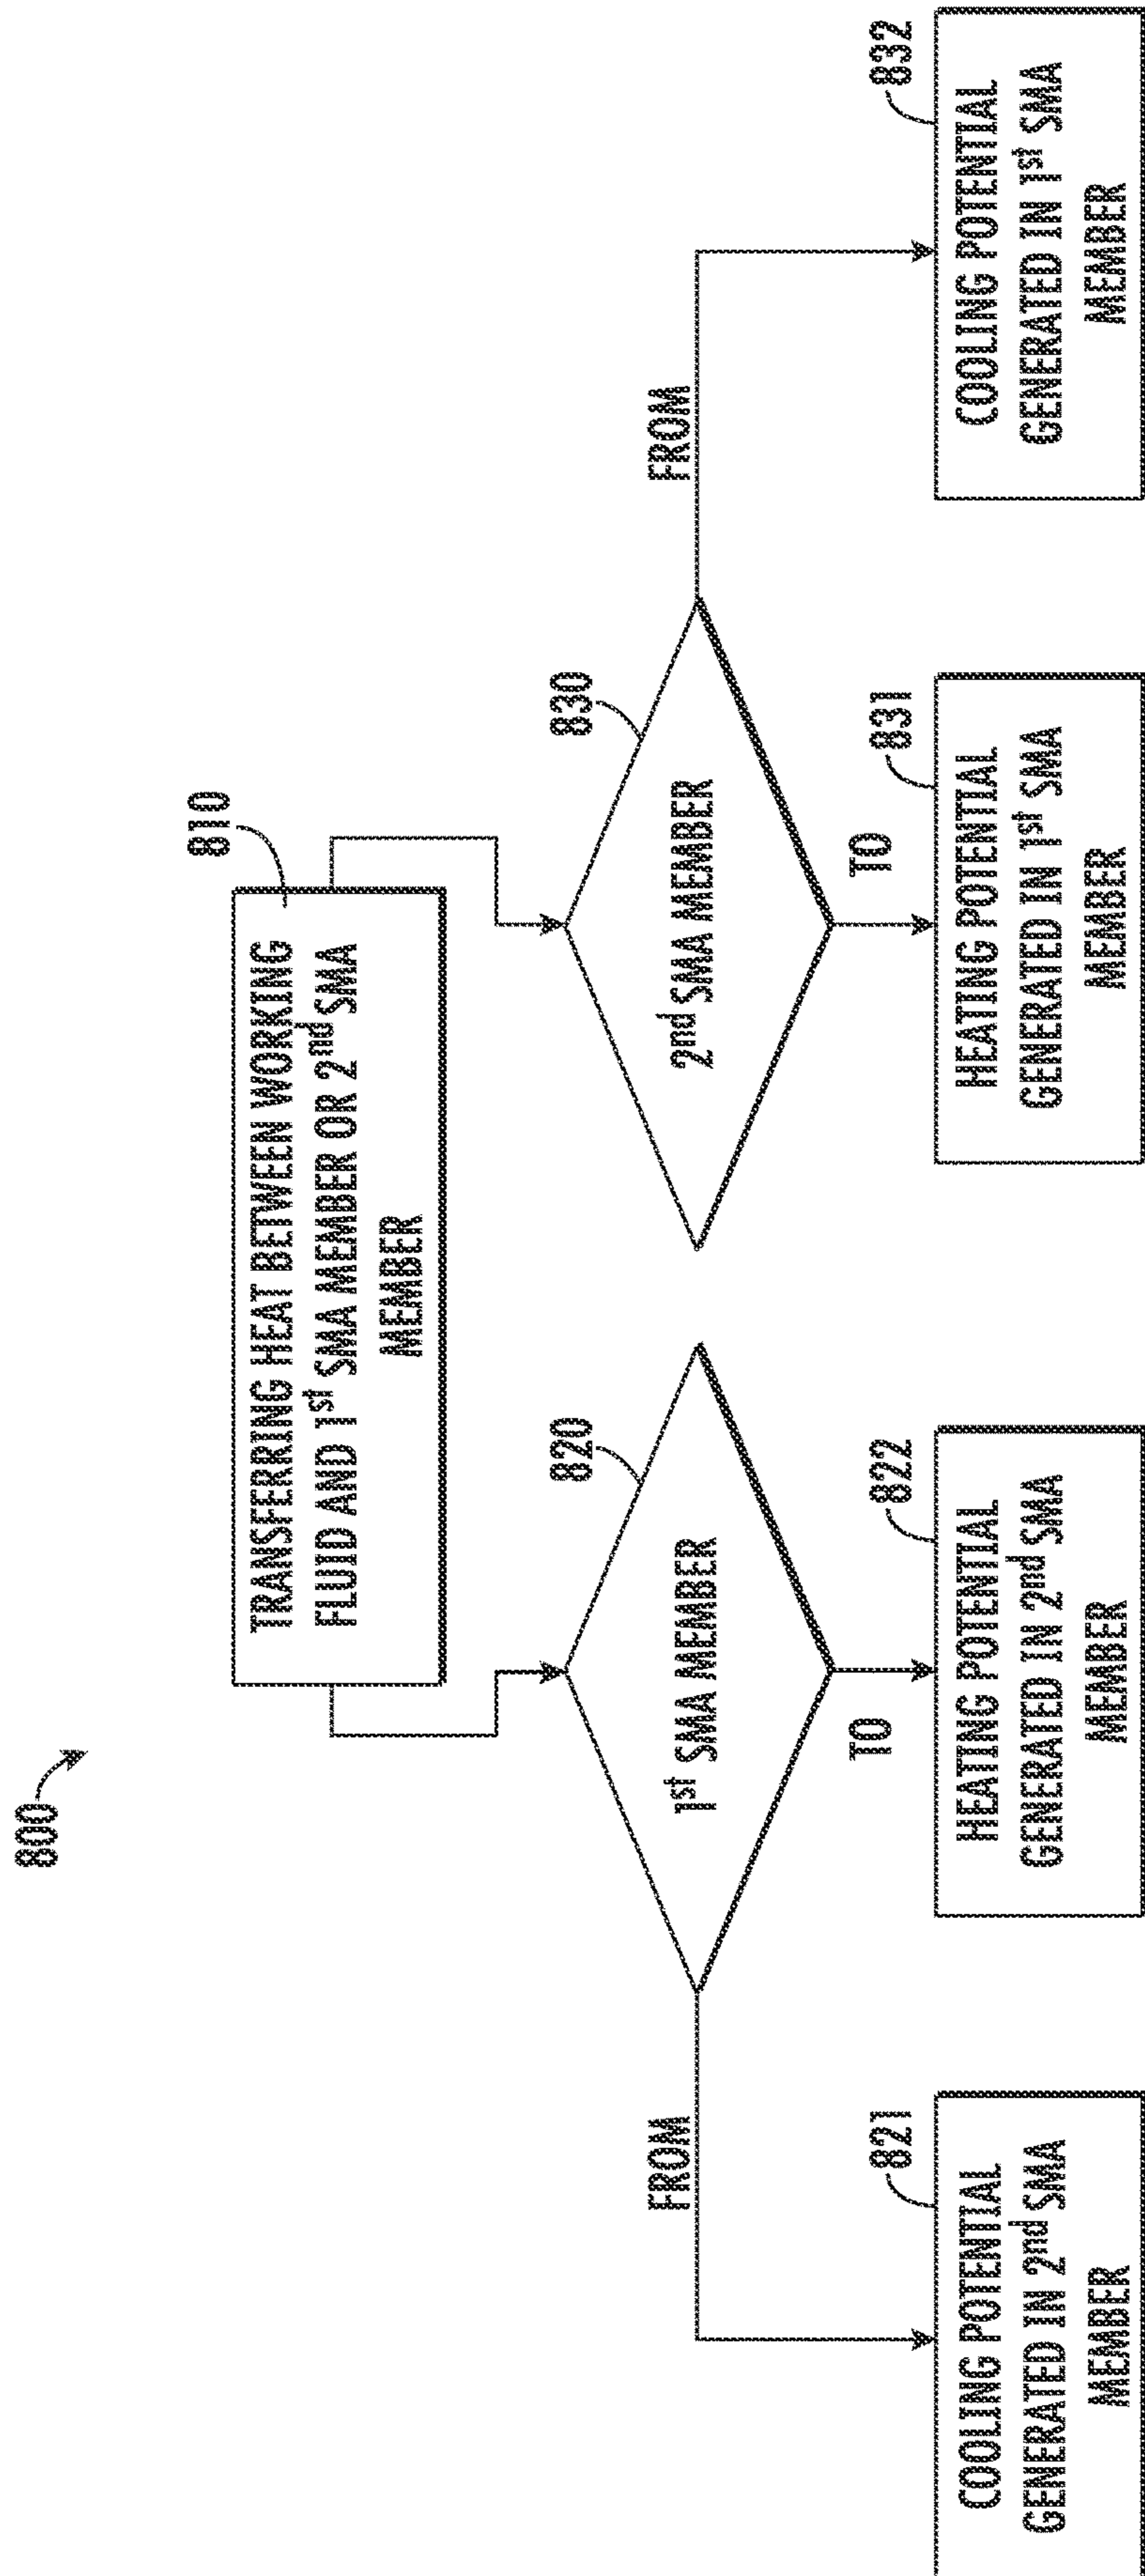 800
810
TRANSFERRING HEAT BETWEEN WORKING
FLUID AND 1st SMA MEMBER OR 2nd SMA
MEMBER
820
1st SMA MEMBER
830
2nd SMA MEMBER
FROM
TO
TO
FROM
821
COOLING POTENTIAL
GENERATED IN 2nd SMA
MEMBER
822
HEATING POTENTIAL
GENERATED IN 2nd SMA
MEMBER
831
HEATING POTENTIAL
GENERATED IN 1st SMA
MEMBER
832
COOLING POTENTIAL
GENERATED IN 1st SMA
MEMBER